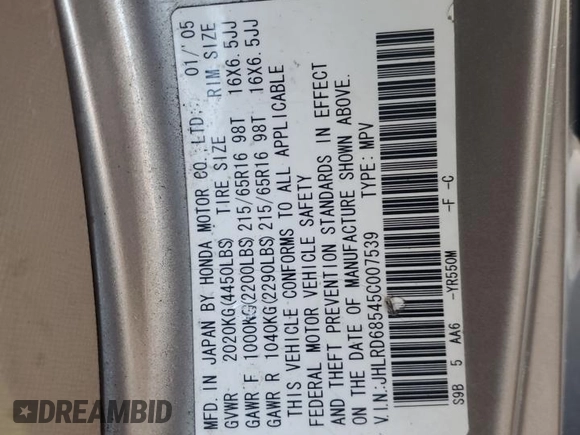 MFD. IN JAPAN BY HONDA MOTOR CO., LTD. 01/'05
GVWR 2020KG(4450LBS) TIRE SIZE RIM SIZE
GAWR F 1000KG(2200LBS) 215/65R16 98T 16X6.5JJ
GAWR R 1040KG(2290LBS) 215/65R16 98T 16X6.5JJ
THIS VEHICLE CONFORMS TO ALL APPLICABLE
FEDERAL MOTOR VEHICLE SAFETY
AND THEFT PREVENTION STANDARDS IN EFFECT
ON THE DATE OF MANUFACTURE SHOWN ABOVE.
V.I.N:JHLRD68545C007539 TYPE: MPV
S9B 5 AA6 -YR550M -F -C
DREAMBID